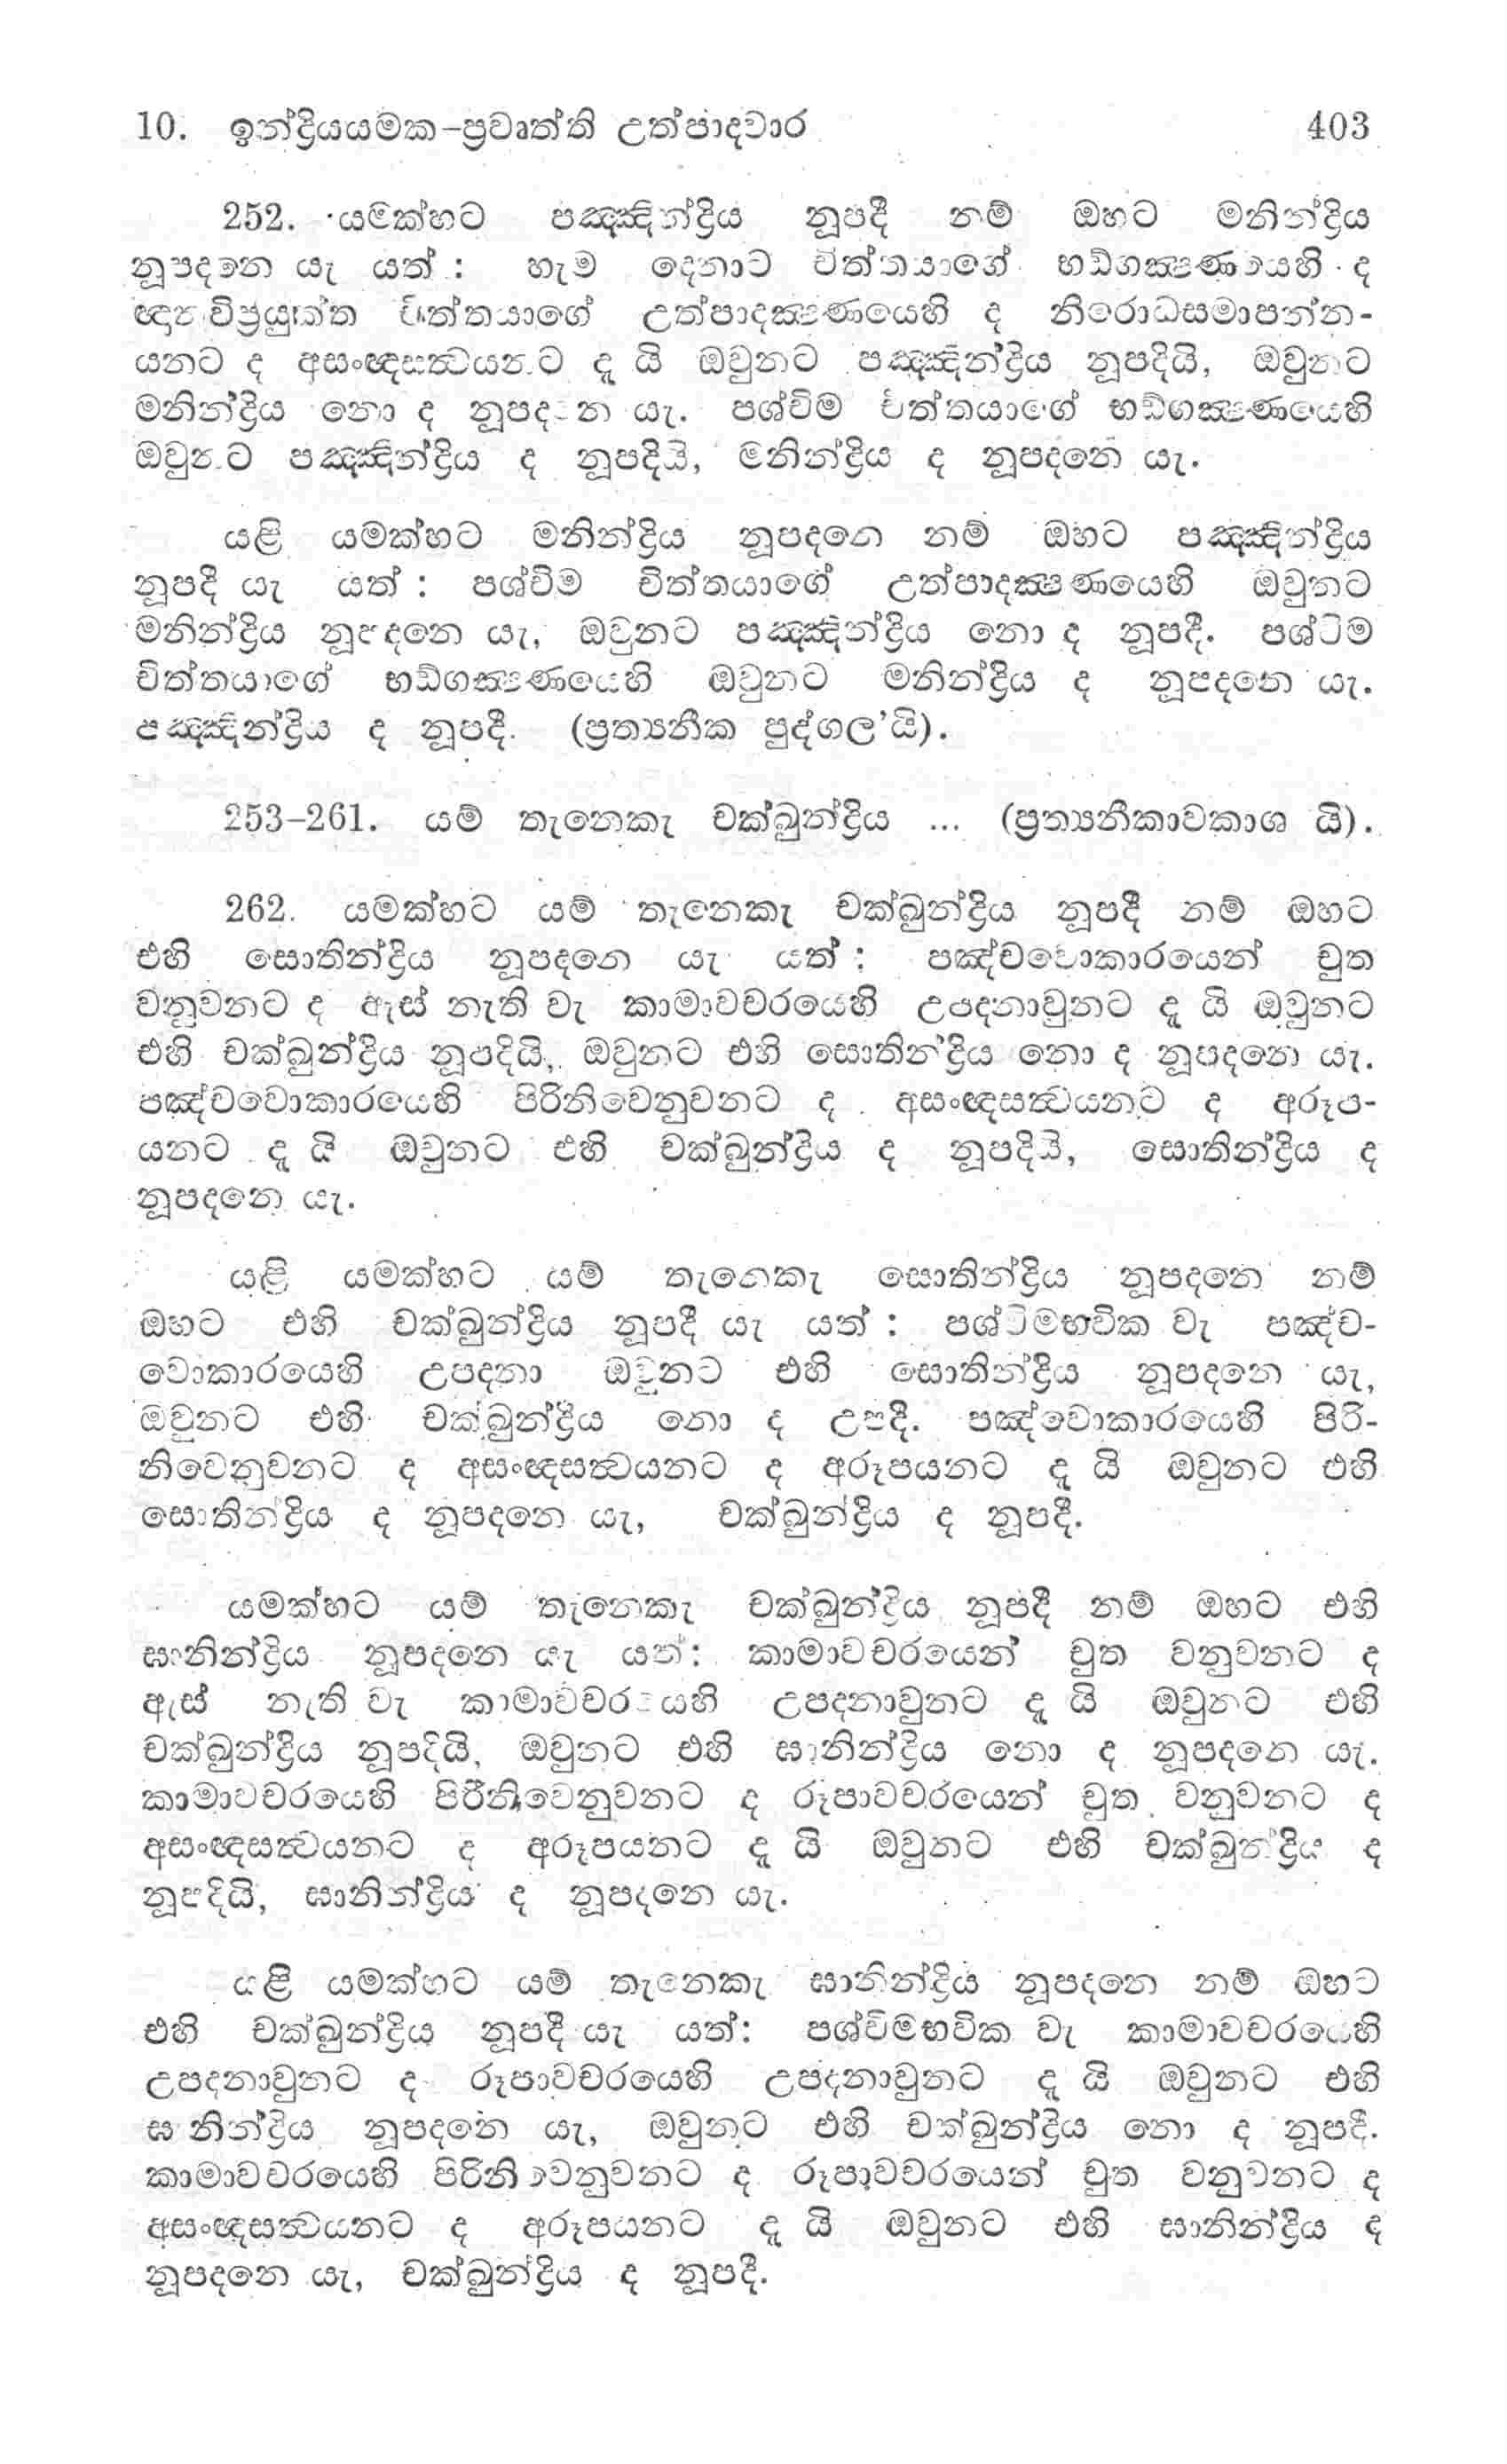 10. ඉන්ද්‍රියයමක–ප්‍රවෘත්ති උත්පාදවාර 403
252. යමක්හට පඤ්ඤින්ද්‍රිය නූපදී නම් ඔහට මනින්ද්‍රිය
නූපදනෙ යැ යත් : හැම දෙනාට චිත්තයාගේ භඞ්ගක්‍ෂණයෙහි ද
ඥානවිප්‍රයුක්ත චිත්තයාගේ උත්පාදක්‍ෂණයෙහි ද නිරොධසමාපන්න-
යනට ද අසංඥසත්‍වයනට දැ යි ඔවුනට පඤ්ඤින්ද්‍රිය නූපදියි, ඔවුනට
මනින්ද්‍රිය නො ද නූපදනෙ යැ. පශ්චිම චිත්තයාගේ භඞ්ගක්‍ෂණයෙහි
ඔවුනට පඤ්ඤින්ද්‍රිය ද නූපදියි, මනින්ද්‍රිය ද නූපදනෙ යැ.
යළි යමක්හට මනින්ද්‍රිය නූපදනෙ නම් ඔහට පඤ්ඤින්ද්‍රිය
නූපදී යැ යත් : පශ්චිම චිත්තයාගේ උත්පාදක්‍ෂණයෙහි ඔවුනට
මනින්ද්‍රිය නූපදනෙ යැ, ඔවුනට පඤ්ඤින්ද්‍රිය නො ද නූපදී. පශ්චිම
චිත්තයාගේ භඞ්ගක්‍ෂණයෙහි ඔවුනට මනින්ද්‍රිය ද නූපදනෙ යැ.
පඤ්ඤින්ද්‍රිය ද නූපදී. (ප්‍රත්‍යනීක පුද්ගල’යි).
253–261. යම් තැනෙකැ චක්ඛුන්ද්‍රිය ... (ප්‍රත්‍යනීකාවකාශ යි).
262. යමක්හට යම් තැනෙකැ චක්ඛුන්ද්‍රිය නූපදී නම් ඔහට
එහි සොතින්ද්‍රිය නූපදනෙ යැ යත් : පඤ්චවොකාරයෙන් චුත
වනුවනට ද ඇස් නැති වැ කාමාවචරයෙහි උපදනාවුනට දැ යි ඔවුනට
එහි චක්ඛුන්ද්‍රිය නූපදියි, ඔවුනට එහි සොතින්ද්‍රිය නො ද නූපදනෙ යැ.
පඤ්චවොකාරයෙහි පිරිනිවෙනුවනට ද අසංඥසත්‍වයනට ද අරූප-
යනට දැ යි ඔවුනට එහි චක්ඛුන්ද්‍රිය ද නූපදියි, සොතින්ද්‍රිය ද
නූපදනෙ යැ.
යළි යමක්හට යම් තැනෙකැ සොතින්ද්‍රිය නූපදනෙ නම්
ඔහට එහි චක්ඛුන්ද්‍රිය නූපදී යැ යත් : පශ්චිමභවික වැ පඤ්ච-
වොකාරයෙහි උපදනා ඔවුනට එහි සොතින්ද්‍රිය නූපදනෙ යැ,
ඔවුනට එහි චක්ඛුන්ද්‍රිය නො ද උපදී. පඤ්වොකාරයෙහි පිරි-
නිවෙනුවනට ද අසංඥසත්‍වයනට ද අරූපයනට දැ යි ඔවුනට එහි
සොතින්ද්‍රිය ද නූපදනෙ යැ, චක්ඛුන්ද්‍රිය ද නූපදී.
යමක්හට යම් තැනෙකැ චක්ඛුන්ද්‍රිය නූපදී නම් ඔහට එහි
ඝානින්ද්‍රිය නූපදනෙ යැ යත්: කාමාවචරයෙන් චුත වනුවනට ද
ඇස් නැති වැ කාමාවචරයෙහි උපදනාවුනට දැ යි ඔවුනට එහි
චක්ඛුන්ද්‍රිය නූපදියි, ඔවුනට එහි ඝානින්ද්‍රිය නො ද නූපදනෙ යැ.
කාමාවචරයෙහි පිරිනිවෙනුවනට ද රූපාවචරයෙන් චුත වනුවනට ද
අසංඥසත්‍වයනට ද අරූපයනට දැ යි ඔවුනට එහි චක්ඛුන්ද්‍රිය ද
නූපදියි, ඝානින්ද්‍රිය ද නූපදනෙ යැ.
යළි යමක්හට යම් තැනෙකැ ඝානින්ද්‍රිය නූපදනෙ නම් ඔහට
එහි චක්ඛුන්ද්‍රිය නූපදී යැ යත්: පශ්චිමභවික වැ කාමාවචරයෙහි
උපදනාවුනට ද රූපාවචරයෙහි උපදනාවුනට දැ යි ඔවුනට එහි
ඝානින්ද්‍රිය නූපදනෙ යැ, ඔවුනට එහි චක්ඛුන්ද්‍රිය නො ද නූපදී.
කාමාවචරයෙහි පිරිනිවෙනුවනට ද රූපාවචරයෙන් චුත වනුවනට ද
අසංඥසත්‍වයනට ද අරූපයනට දැ යි ඔවුනට එහි ඝානින්ද්‍රිය ද
නූපදනෙ යැ, චක්ඛුන්ද්‍රිය ද නූපදී.